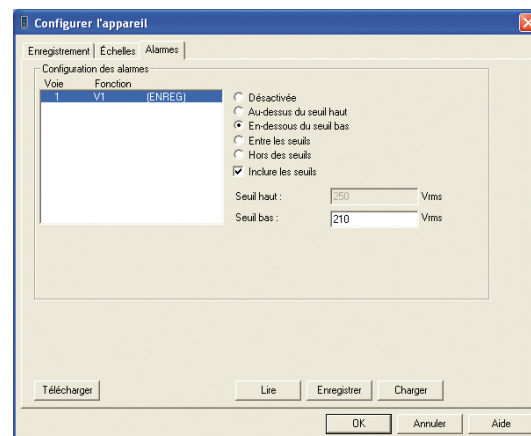 Configurer l'appareil
Enregistrement Échelles Alarmes
Configuration des alarmes
Voie Fonction
1 V1 (ENREG)
Désactivée
Au-dessus du seuil haut
En-dessous du seuil bas
Entre les seuils
Hors des seuils
Inclure les seuils
Seuil haut : 250 Vrms
Seuil bas : 210 Vrms
Télécharger Lire Enregistrer Charger
OK Annuler Aide